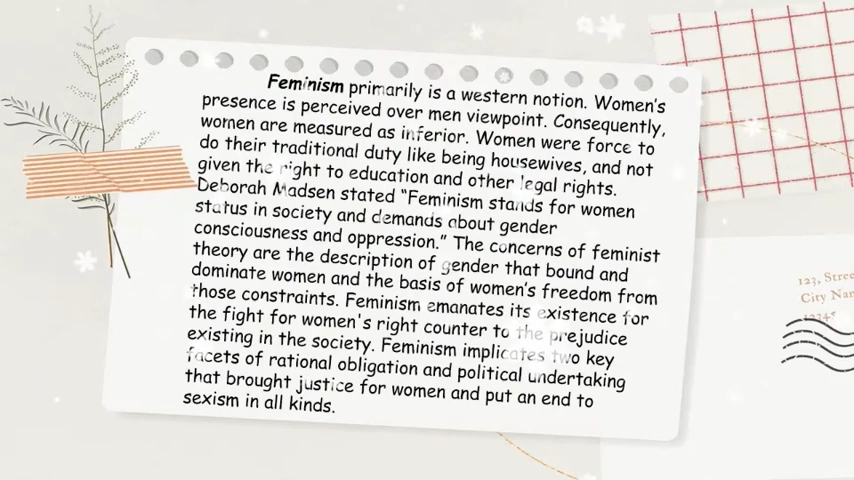 Feminism primarily is a western notion. Women's
presence is perceived over men viewpoint. Consequently,
women are measured as inferior. Women were force to
do their traditional duty like being housewives, and not
given the right to education and other legal rights.
Deborah Madsen stated “Feminism stands for women
status in society and demands about gender
consciousness and oppression.” The concerns of feminist
theory are the description of gender that bound and
dominate women and the basis of women's freedom from
those constraints. Feminism emanates its existence for
the fight for women's right counter to the prejudice
existing in the society. Feminism implicates two key
facets of rational obligation and political undertaking
that brought justice for women and put an end to
sexism in all kinds.
123, Stree
City Nam